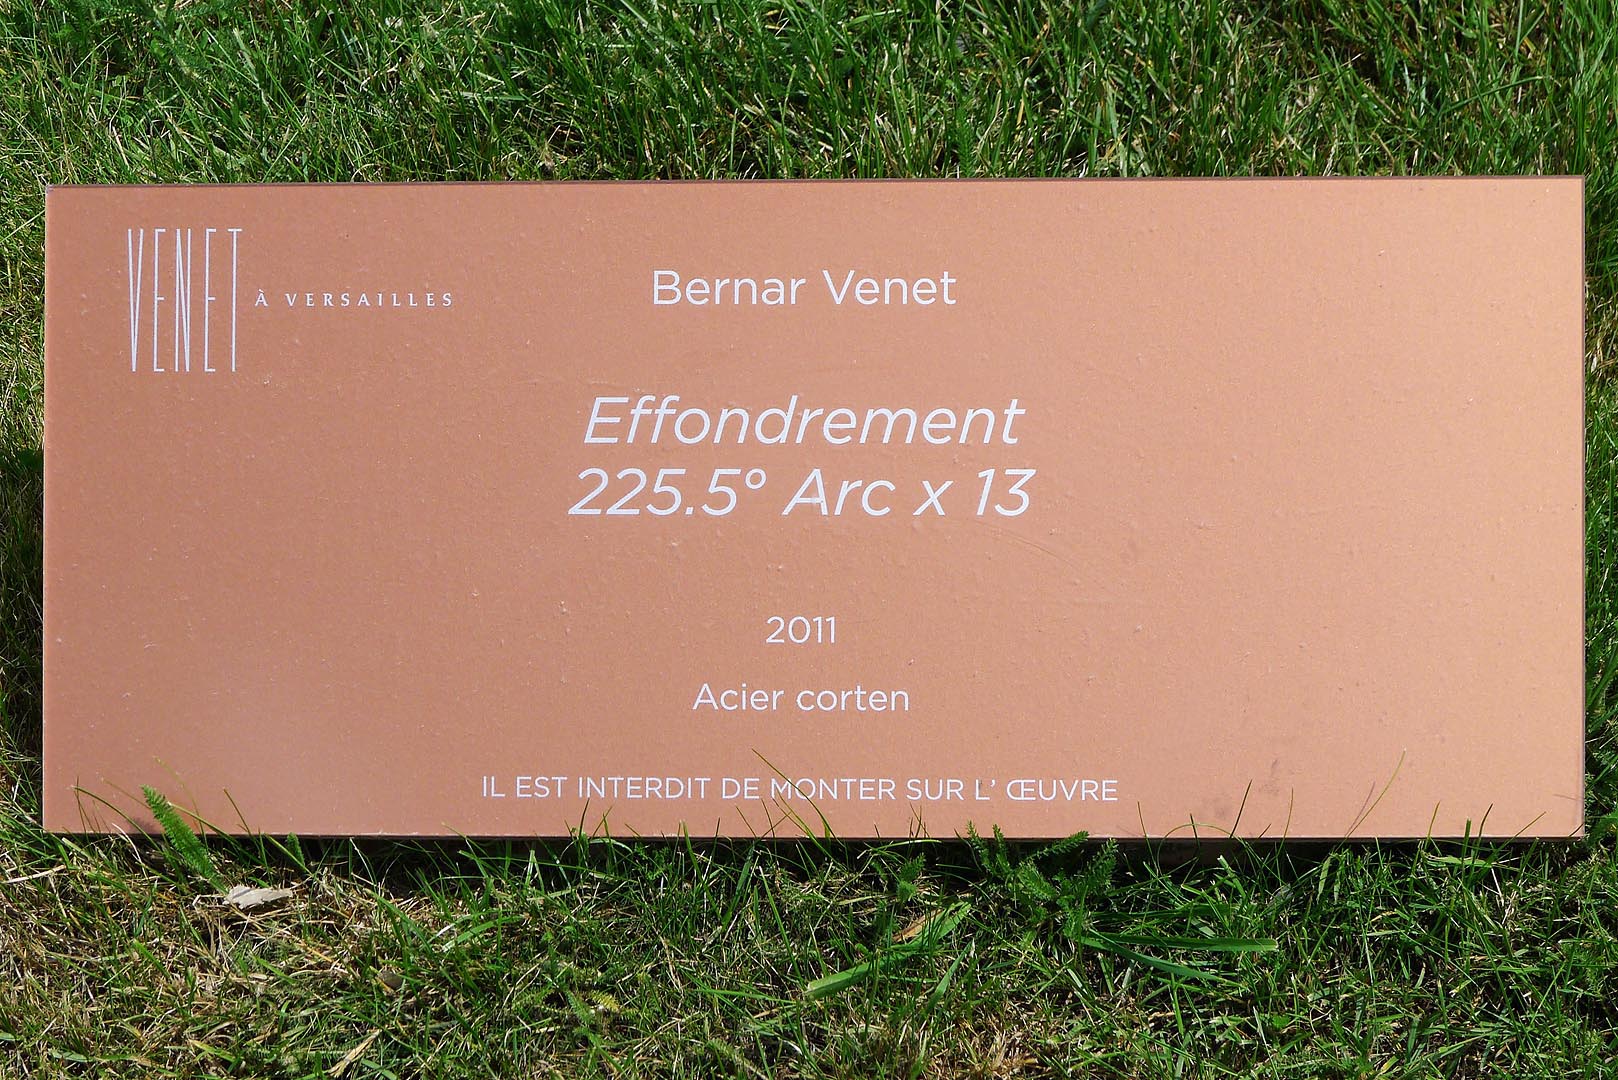 VENET À VERSAILLES
Bernar Venet
Effondrement
225.5° Arc x 13
2011
Acier corten
IL EST INTERDIT DE MONTER SUR L' ŒUVRE